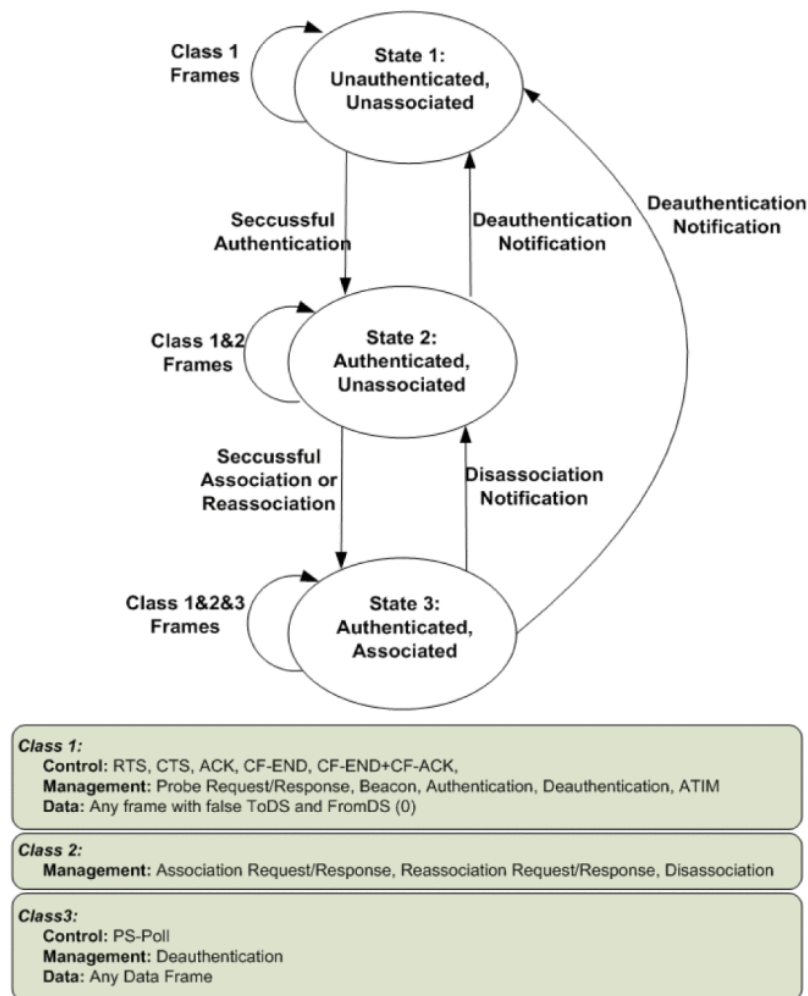 Class 1
Frames
State 1:
Unauthenticated,
Unassociated
Seccussful
Authentication
Deauthentication
Notification
Deauthentication
Notification
Class 1&2
Frames
State 2:
Authenticated,
Unassociated
Seccussful
Association or
Reassociation
Disassociation
Notification
Class 1&2&3
Frames
State 3:
Authenticated,
Associated
Class 1:
Control: RTS, CTS, ACK, CF-END, CF-END+CF-ACK,
Management: Probe Request/Response, Beacon, Authentication, Deauthentication, ATIM
Data: Any frame with false ToDS and FromDS (0)
Class 2:
Management: Association Request/Response, Reassociation Request/Response, Disassociation
Class3:
Control: PS-Poll
Management: Deauthentication
Data: Any Data Frame